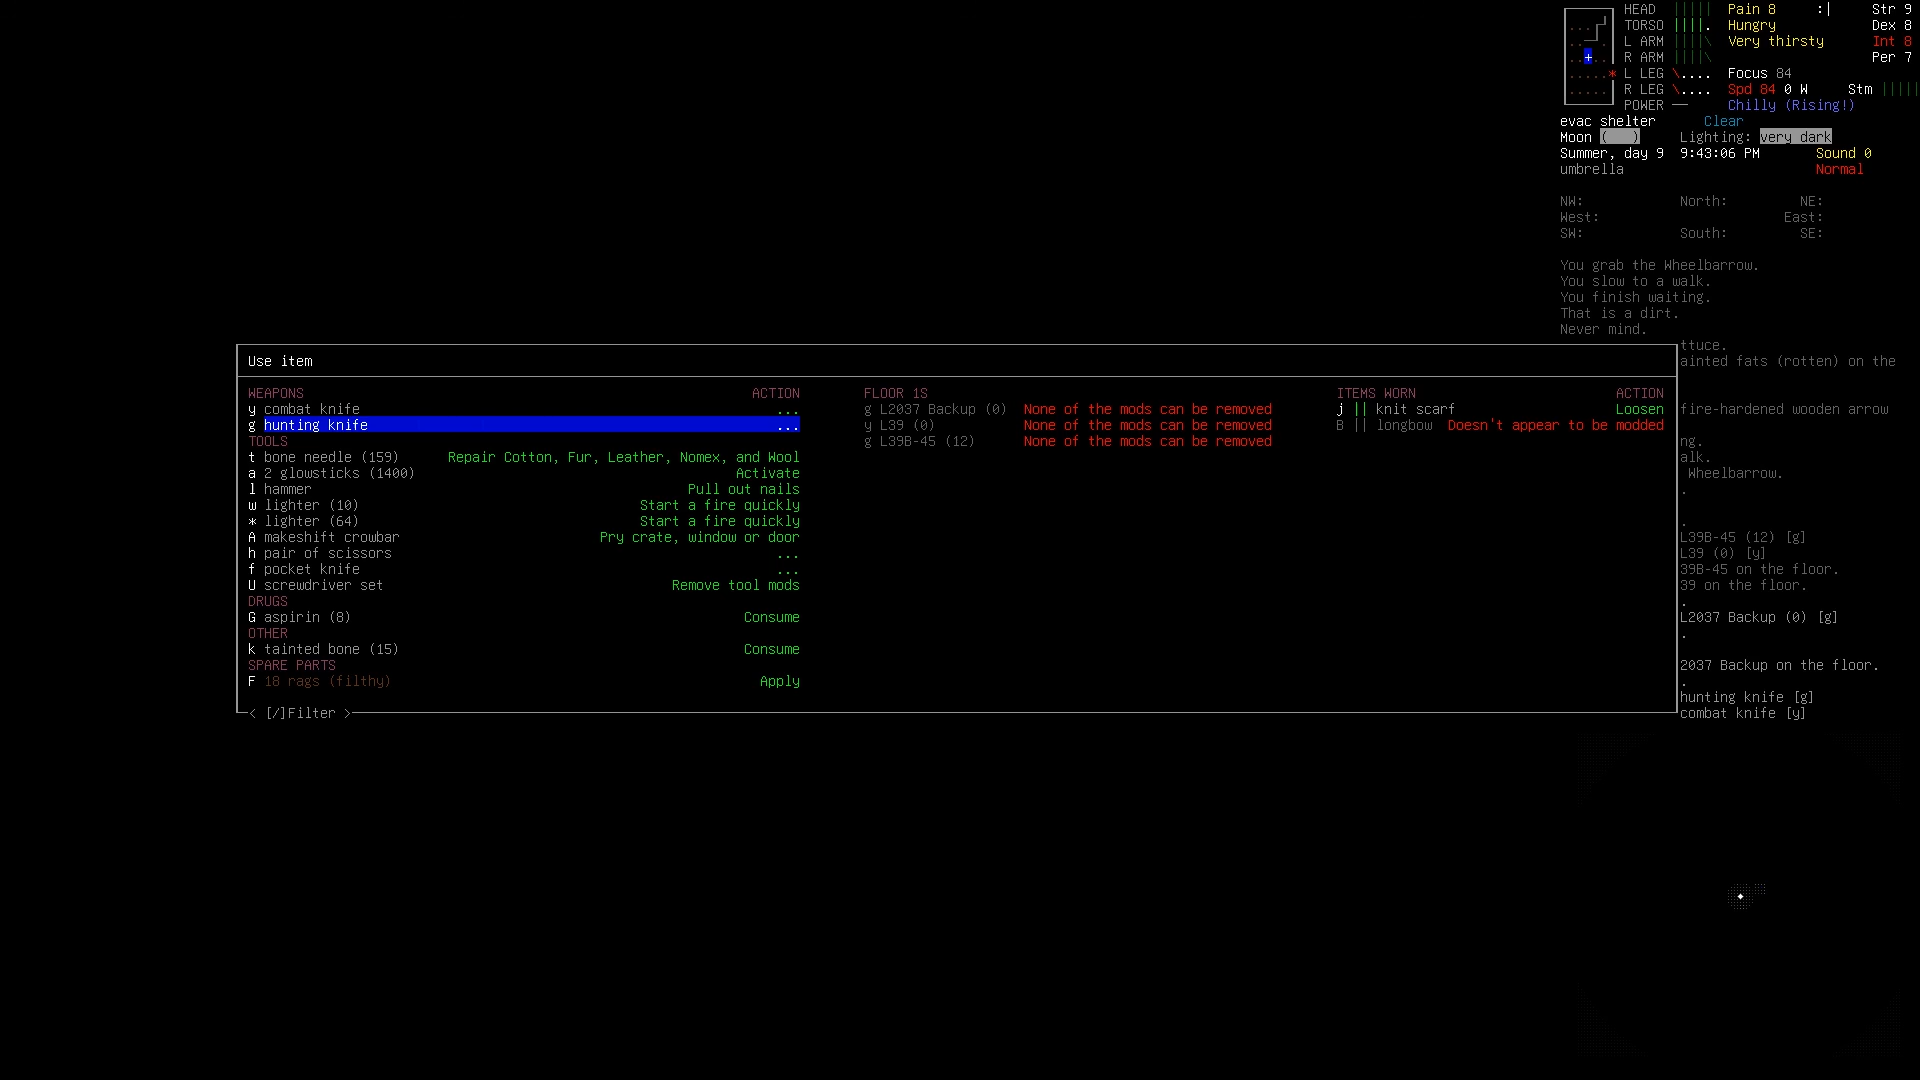 HEAD ||||| Pain 8 :| Str 9
TORSO ||||. Hungry Dex 8
L ARM ||||\ Very thirsty Int 8
R ARM ||||\ Per 7
L LEG \.... Focus 84
R LEG \.... Spd 84 0 W Stm |||||
POWER — Chilly (Rising!)
evac shelter Clear
Moon (   ) Lighting: very dark
Summer, day 9 9:43:06 PM Sound 0
umbrella Normal
NW: North: NE:
West: East:
SW: South: SE:
You grab the Wheelbarrow.
You slow to a walk.
You finish waiting.
That is a dirt.
Never mind.
ttuce.
ainted fats (rotten) on the
fire-hardened wooden arrow
ng.
alk.
Wheelbarrow.
.
.
L39B-45 (12) [g]
L39 (0) [y]
39B-45 on the floor.
39 on the floor.
.
L2037 Backup (0) [g]
.
2037 Backup on the floor.
.
hunting knife [g]
combat knife [y]
Use item
WEAPONS ACTION
y combat knife ...
g hunting knife ...
TOOLS
t bone needle (159) Repair Cotton, Fur, Leather, Nomex, and Wool
a 2 glowsticks (1400) Activate
l hammer Pull out nails
w lighter (10) Start a fire quickly
* lighter (64) Start a fire quickly
A makeshift crowbar Pry crate, window or door
h pair of scissors ...
f pocket knife ...
U screwdriver set Remove tool mods
DRUGS
G aspirin (8) Consume
OTHER
k tainted bone (15) Consume
SPARE PARTS
F 18 rags (filthy) Apply
< [/]Filter >
FLOOR 1S
g L2037 Backup (0) None of the mods can be removed
y L39 (0) None of the mods can be removed
g L39B-45 (12) None of the mods can be removed
ITEMS WORN ACTION
j || knit scarf Loosen
B || longbow Doesn't appear to be modded